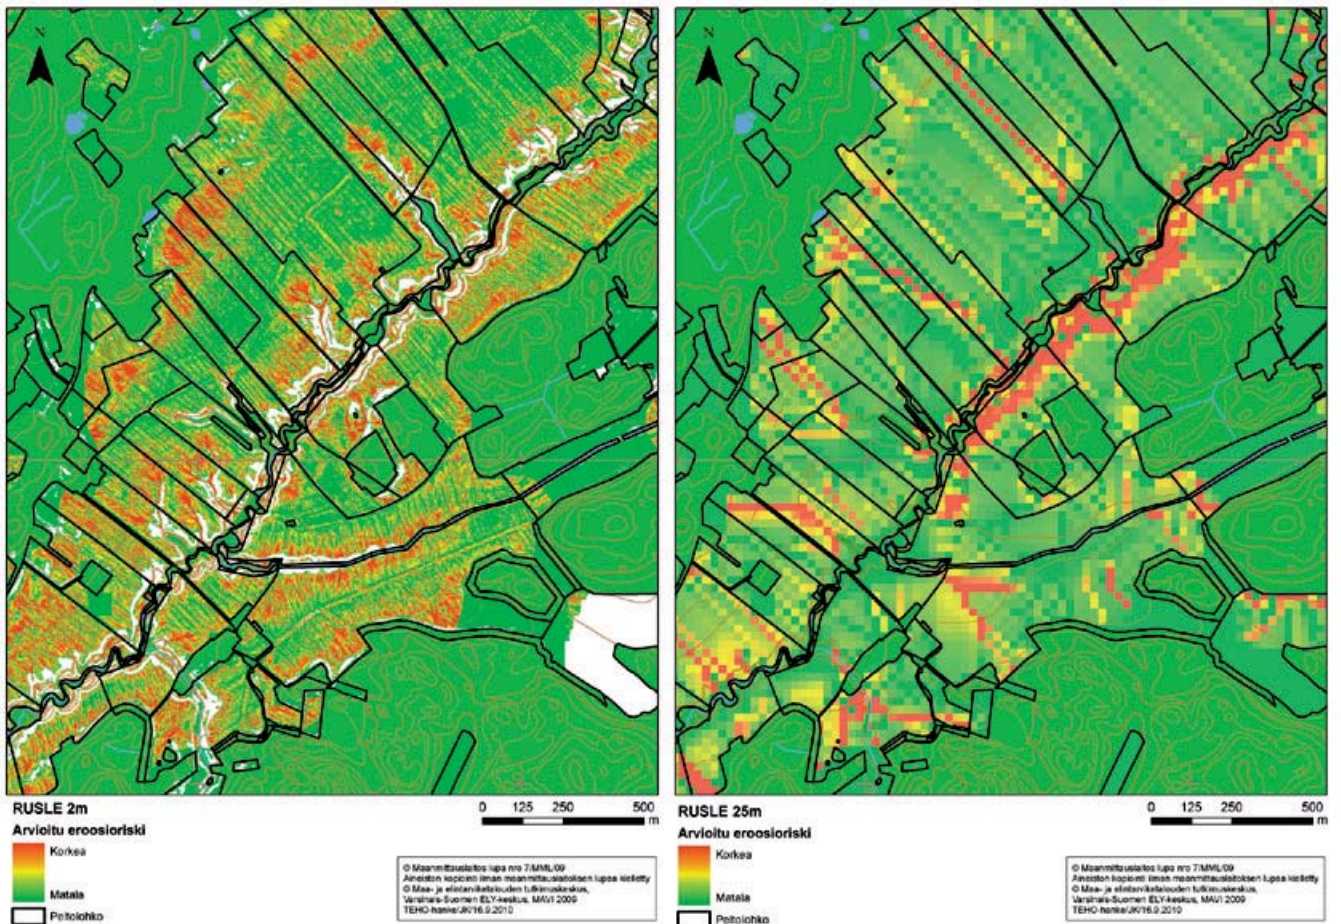 N
RUSLE 2m
Arvioitu eroosioriski
Korkea
Matala
Peltolohko
0 125 250 500
m
© Maanmittauslaitos lupa nro 7/MML/09
Aineiston kopiointi ilman maanmittauslaitoksen lupaa kielletty
© Maa- ja elintarviketalouden tutkimuskeskus,
Varsinais-Suomen ELY-keskus, MAVI 2009
TEHO-hanke/JK/16.9.2010
N
RUSLE 25m
Arvioitu eroosioriski
Korkea
Matala
Peltolohko
0 125 250 500
m
© Maanmittauslaitos lupa nro 7/MML/09
Aineiston kopiointi ilman maanmittauslaitoksen lupaa kielletty
© Maa- ja elintarviketalouden tutkimuskeskus,
Varsinais-Suomen ELY-keskus, MAVI 2009
TEHO-hanke/JK/16.9.2010